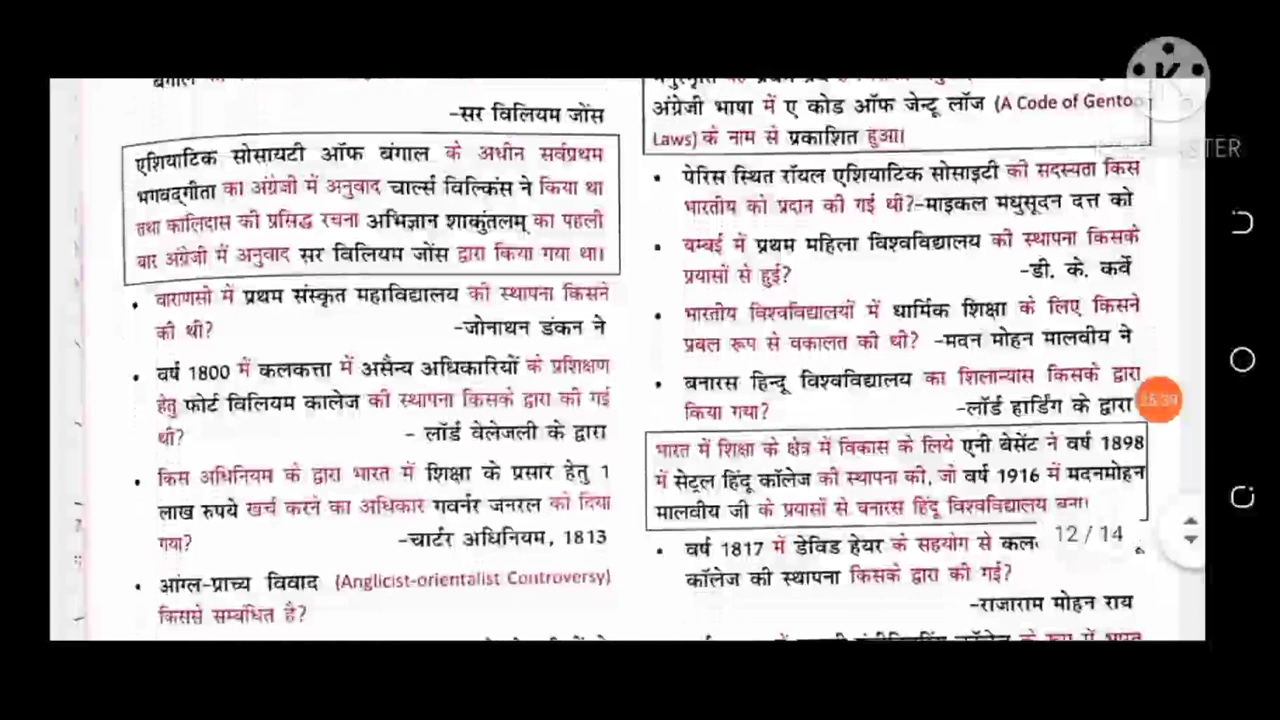 -सर विलियम जोंस
एशियाटिक सोसायटी ऑफ बंगाल के अधीन सर्वप्रथम
भगवद्गीता का अंग्रेजी में अनुवाद चार्ल्स विल्किंस ने किया था
तथा कालिदास की प्रसिद्ध रचना अभिज्ञान शाकुंतलम् का पहली
बार अंग्रेजी में अनुवाद सर विलियम जोंस द्वारा किया गया था।
• वाराणसी में प्रथम संस्कृत महाविद्यालय की स्थापना किसने
की थी? -जोनाथन डंकन ने
• वर्ष 1800 में कलकत्ता में असैन्य अधिकारियों के प्रशिक्षण
हेतु फोर्ट विलियम कालेज की स्थापना किसके द्वारा की गई
थी? - लॉर्ड वेलेजली के द्वारा
• किस अधिनियम के द्वारा भारत में शिक्षा के प्रसार हेतु 1
लाख रुपये खर्च करने का अधिकार गवर्नर जनरल को दिया
गया? -चार्टर अधिनियम, 1813
• आंग्ल-प्राच्य विवाद (Anglicist-orientalist Controversy)
किससे सम्बंधित है?
अंग्रेजी भाषा में ए कोड ऑफ जेन्टू लॉज (A Code of Gentoo
Laws) के नाम से प्रकाशित हुआ।
• पेरिस स्थित रॉयल एशियाटिक सोसाइटी की सदस्यता किस
भारतीय को प्रदान की गई थी?-माइकल मधुसूदन दत्त को
• बम्बई में प्रथम महिला विश्वविद्यालय की स्थापना किसके
प्रयासों से हुई? -डी. के. कर्वे
• भारतीय विश्वविद्यालयों में धार्मिक शिक्षा के लिए किसने
प्रबल रूप से वकालत की थी? -मदन मोहन मालवीय ने
• बनारस हिन्दू विश्वविद्यालय का शिलान्यास किसके द्वारा
किया गया? -लॉर्ड हार्डिंग के द्वारा
भारत में शिक्षा के क्षेत्र में विकास के लिये एनी बेसेंट ने वर्ष 1898
में सेंट्रल हिंदू कॉलेज की स्थापना की, जो वर्ष 1916 में मदनमोहन
मालवीय जी के प्रयासों से बनारस हिंदू विश्वविद्यालय बना।
• वर्ष 1817 में डेविड हेयर के सहयोग से
कॉलेज की स्थापना किसके द्वारा की गई?
-राजाराम मोहन राय
12 / 14
25:39